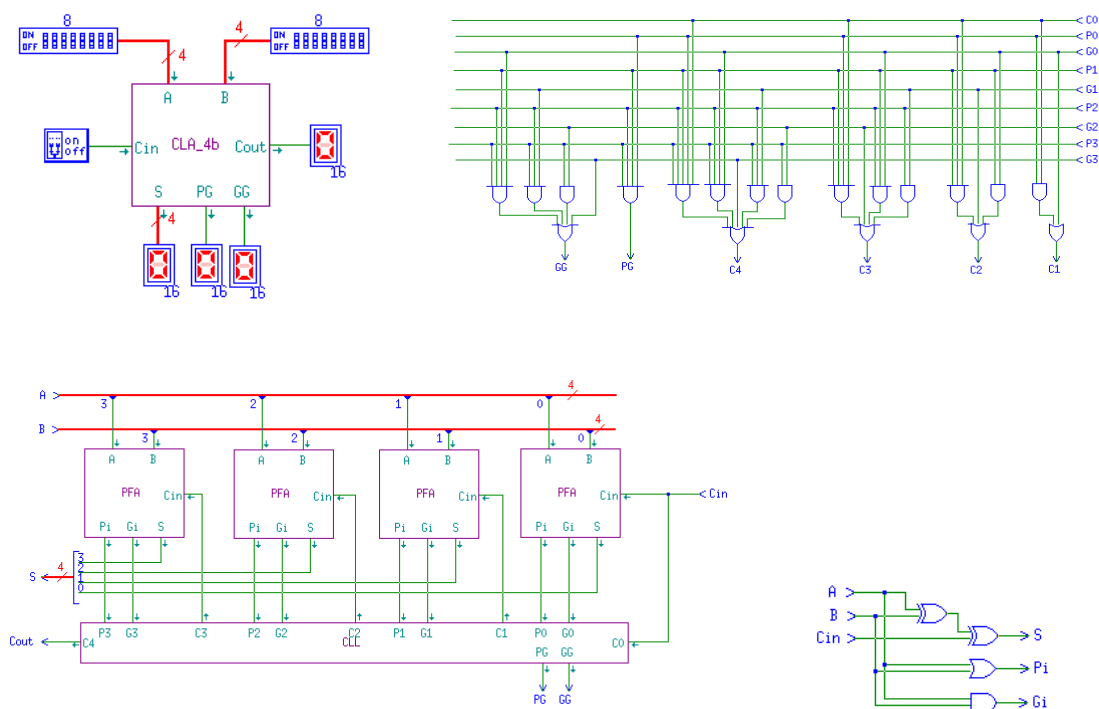 8
8
ON
OFF
4
4
ON
OFF
4
4
A
B
on
off
Cin
CLA_4b
Cout
16
S
PG
GG
4
16
16
16
C0
P0
G0
P1
G1
P2
G2
P3
G3
GG
PG
C4
C3
C2
C1
A
3
2
1
0
4
B
3
2
1
0
4
A B
A B
A B
A B
PFA
PFA
PFA
PFA
Cin
Cin
Cin
Cin
Cin
Pi Gi S
Pi Gi S
Pi Gi S
Pi Gi S
S
4
3
2
1
0
P3 G3 C3 P2 G2 C2 P1 G1 C1 P0 G0
Cout
C4
CLL
PG GG
C0
PG GG
A
B
Cin
S
Pi
Gi